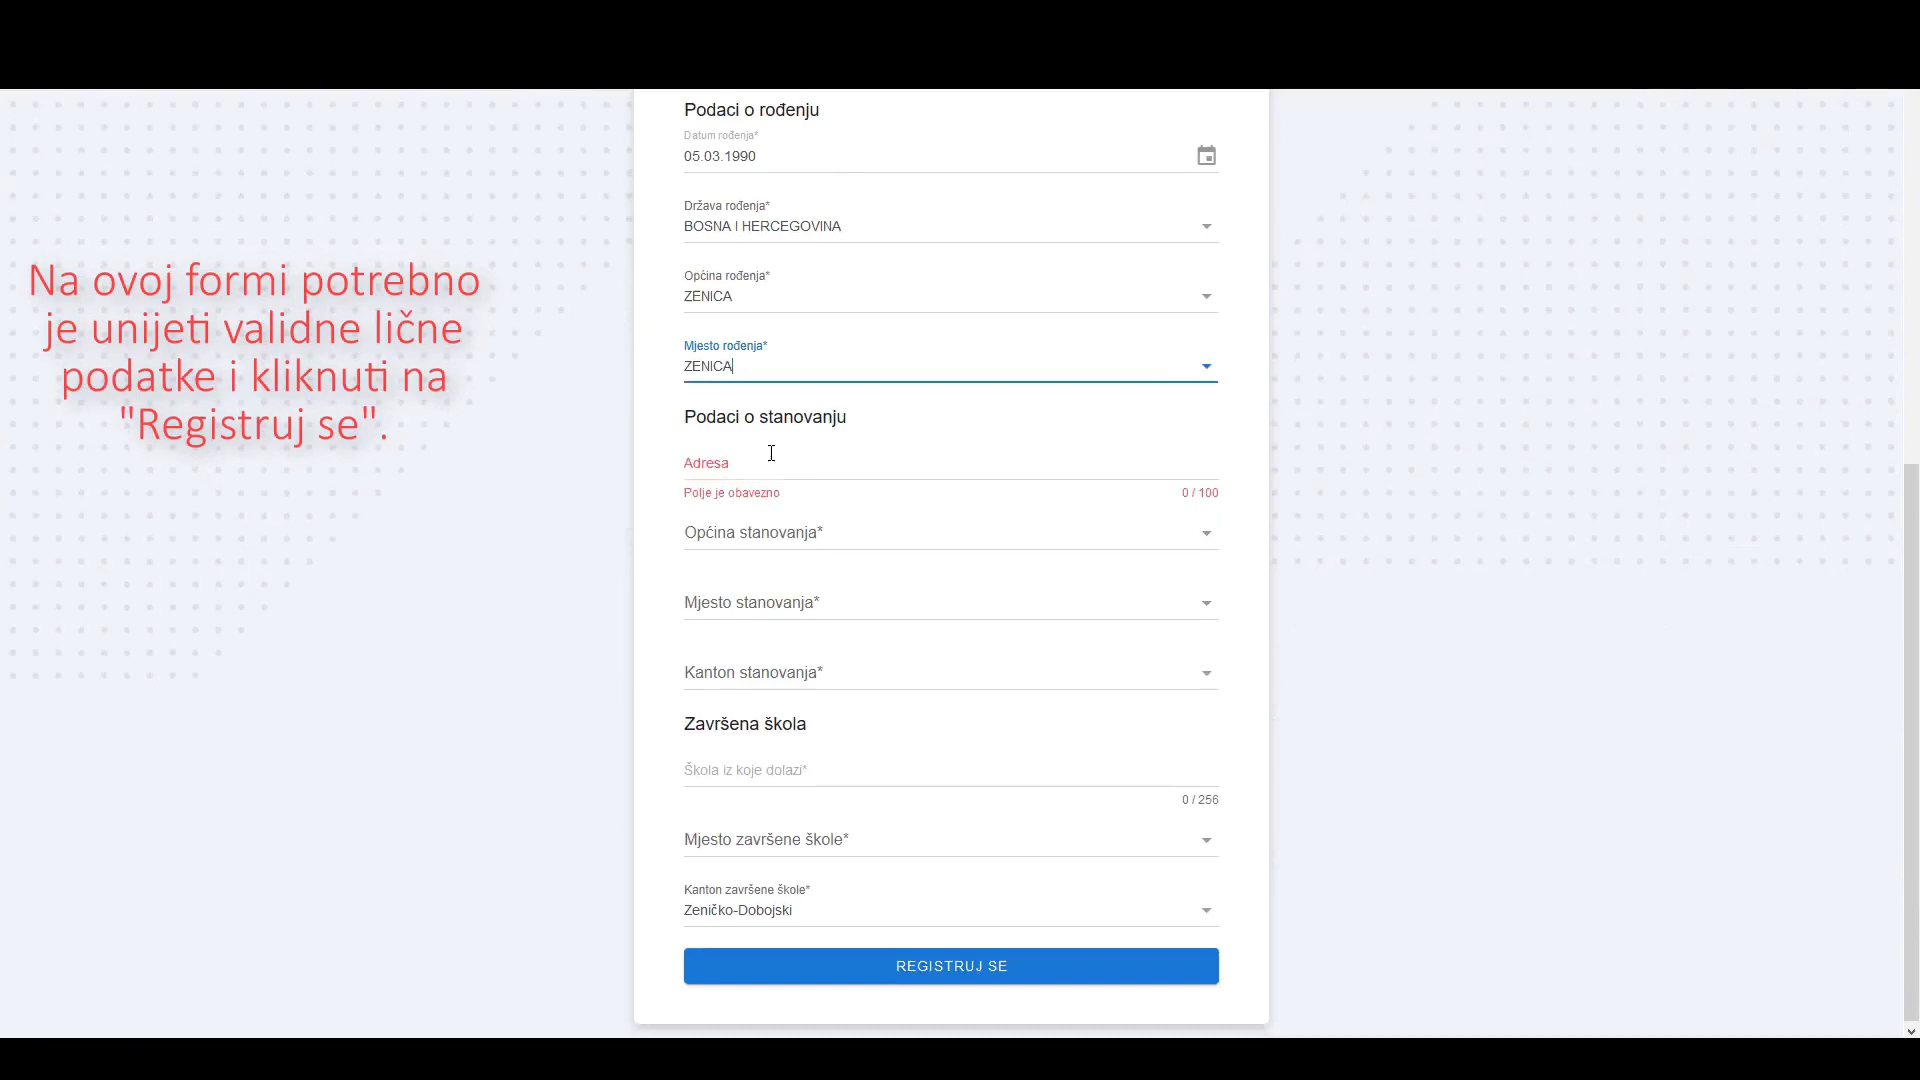 Na ovoj formi potrebno
je unijeti validne lične
podatke i kliknuti na
"Registruj se".
Podaci o rođenju
Datum rođenja*
05.03.1990
Država rođenja*
BOSNA I HERCEGOVINA
Općina rođenja*
ZENICA
Mjesto rođenja*
ZENICA
Podaci o stanovanju
Adresa
Polje je obavezno 0 / 100
Općina stanovanja*
Mjesto stanovanja*
Kanton stanovanja*
Završena škola
Škola iz koje dolazi*
0 / 256
Mjesto završene škole*
Kanton završene škole*
Zeničko-Dobojski
REGISTRUJ SE